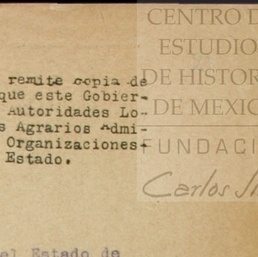 CENTRO D
ESTUDIO
DE HISTOR
DE MEXIC
FUNDACI
Carlos
remite copia de
que este Gobier-
Autoridades Lo-
s Agrarios Admi-
Organizaciones
Estado.
el Estado de